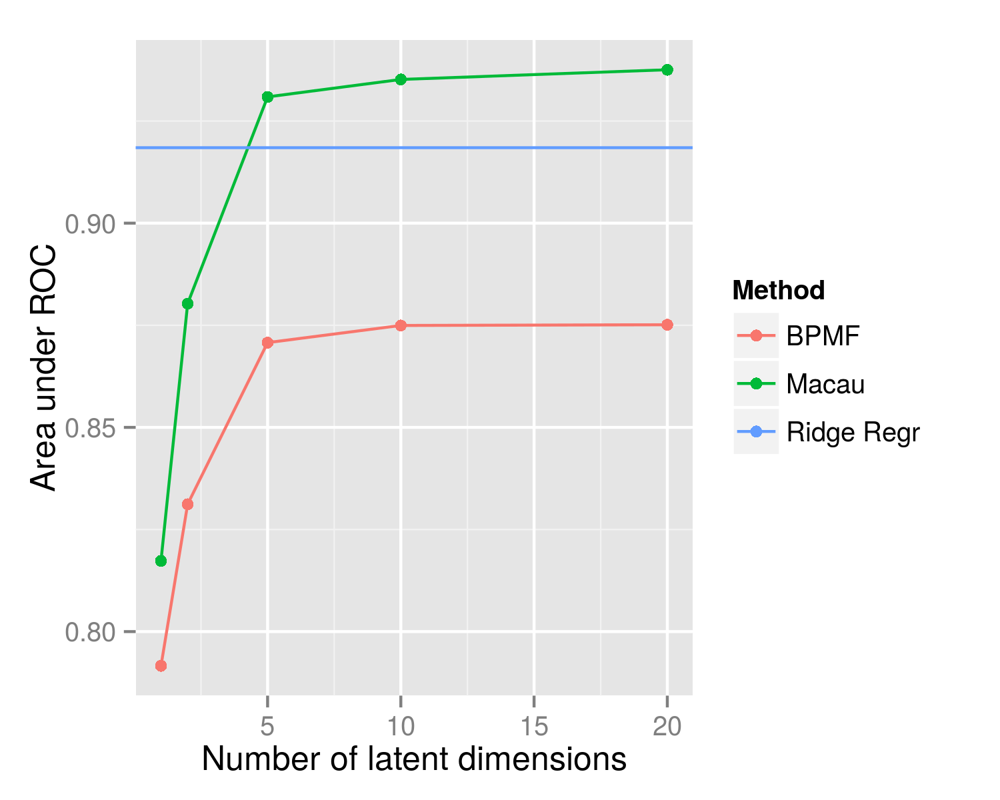 Area under ROC
0.90
0.85
0.80
5 10 15 20
Number of latent dimensions
Method
BPMF
Macau
Ridge Regr